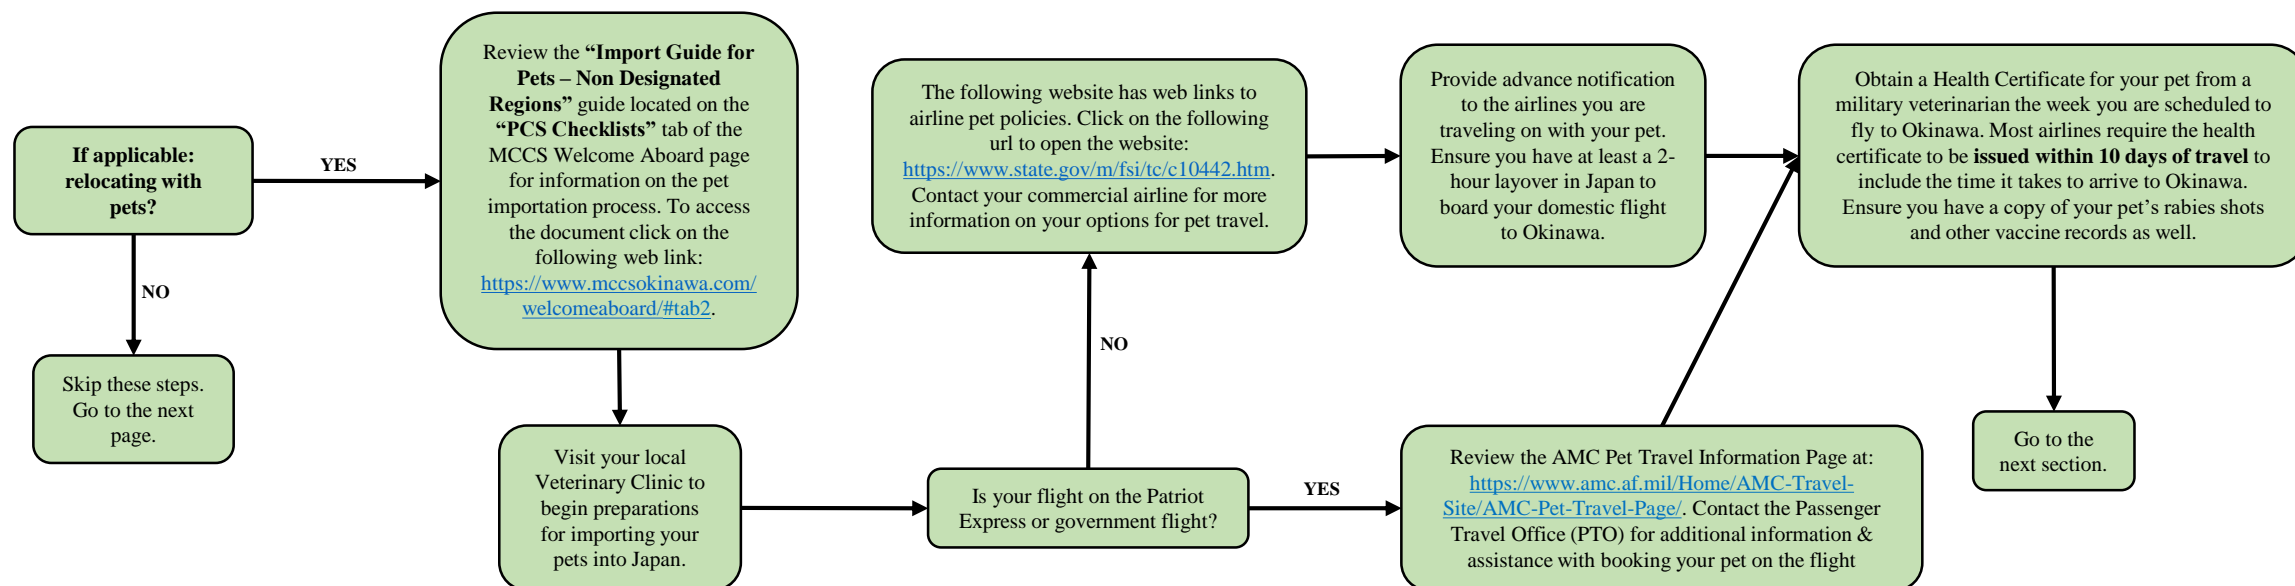 If applicable:
relocating with
pets?
YES
NO
Skip these steps.
Go to the next
page.
Review the “Import Guide for
Pets – Non Designated
Regions” guide located on the
“PCS Checklists” tab of the
MCCS Welcome Aboard page
for information on the pet
importation process. To access
the document click on the
following web link:
https://www.mccsokinawa.com/
welcomeaboard/#tab2.
Visit your local
Veterinary Clinic to
begin preparations
for importing your
pets into Japan.
Is your flight on the Patriot
Express or government flight?
NO
The following website has web links to
airline pet policies. Click on the following
url to open the website:
https://www.state.gov/m/fsi/tc/c10442.htm.
Contact your commercial airline for more
information on your options for pet travel.
Provide advance notification
to the airlines you are
traveling on with your pet.
Ensure you have at least a 2-
hour layover in Japan to
board your domestic flight
to Okinawa.
YES
Review the AMC Pet Travel Information Page at:
https://www.amc.af.mil/Home/AMC-Travel-
Site/AMC-Pet-Travel-Page/. Contact the Passenger
Travel Office (PTO) for additional information &
assistance with booking your pet on the flight
Obtain a Health Certificate for your pet from a
military veterinarian the week you are scheduled to
fly to Okinawa. Most airlines require the health
certificate to be issued within 10 days of travel to
include the time it takes to arrive to Okinawa.
Ensure you have a copy of your pet’s rabies shots
and other vaccine records as well.
Go to the
next section.